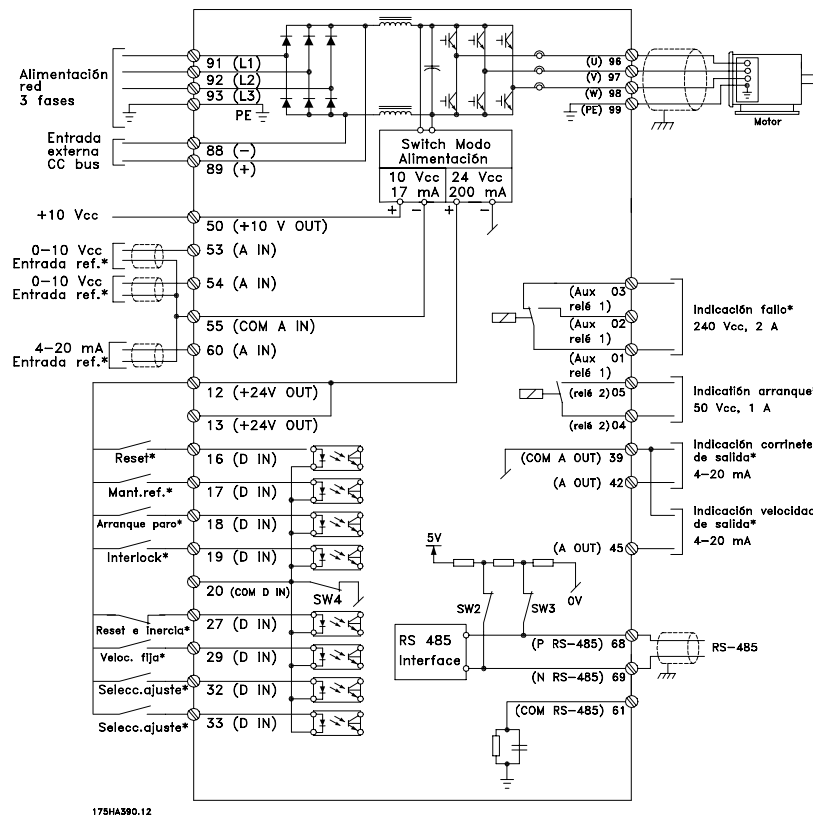 Alimentación
red
3 fases
91 (L1)
92 (L2)
93 (L3)
PE
Entrada
externa
CC bus
88 (-)
89 (+)
Switch Modo
Alimentación
10 Vcc
17 mA
24 Vcc
200 mA
+ - + -
(U) 96
(V) 97
(W) 98
(PE) 99
Motor
+10 Vcc
50 (+10 V OUT)
0-10 Vcc
Entrada ref.*
53 (A IN)
0-10 Vcc
Entrada ref.*
54 (A IN)
55 (COM A IN)
4-20 mA
Entrada ref.*
60 (A IN)
12 (+24V OUT)
13 (+24V OUT)
Reset*
16 (D IN)
Mant.ref.*
17 (D IN)
Arranque paro*
18 (D IN)
Interlock*
19 (D IN)
20 (COM D IN)
SW4
Reset e inercia*
27 (D IN)
Veloc. fija*
29 (D IN)
Selecc.ajuste*
32 (D IN)
Selecc.ajuste*
33 (D IN)
(Aux 03
relé 1)
(Aux 02
relé 1)
(Aux 01
relé 1)
Indicación fallo*
240 Vcc, 2 A
(relé 2)05
(relé 2)04
Indicatión arranque*
50 Vcc, 1 A
(COM A OUT) 39
(A OUT) 42
Indicación corrinete
de salida*
4-20 mA
(A OUT) 45
Indicación velocidad
de salida*
4-20 mA
5V
0V
SW2
SW3
RS 485
Interface
(P RS-485) 68
(N RS-485) 69
RS-485
(COM RS-485) 61
175HA390.12